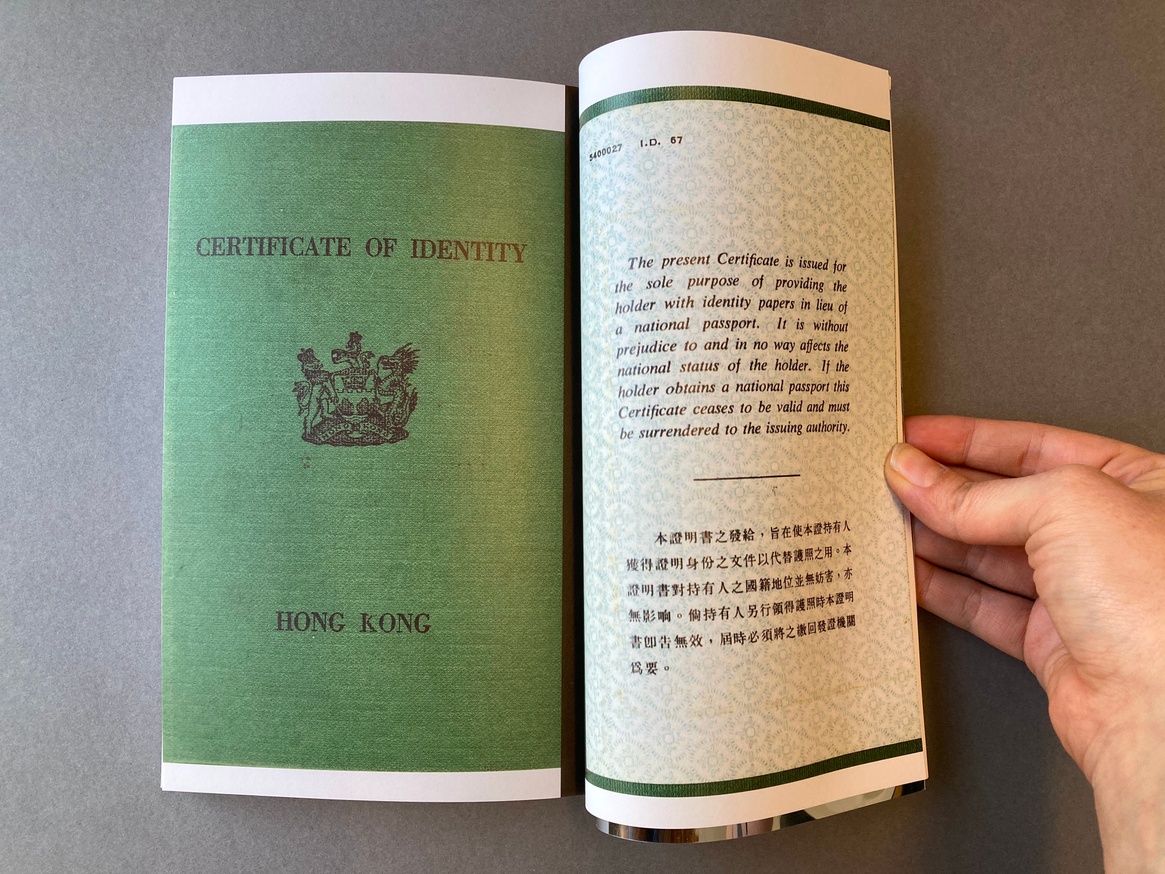 CERTIFICATE OF IDENTITY
HONG KONG
S400027 I.D. 67
The present Certificate is issued for
the sole purpose of providing the
holder with identity papers in lieu of
a national passport. It is without
prejudice to and in no way affects the
national status of the holder. If the
holder obtains a national passport this
Certificate ceases to be valid and must
be surrendered to the issuing authority.
本證明書之發給，旨在使本證持有人
獲得證明身份之文件以代替護照之用。本
證明書對持有人之國籍地位並無妨害，亦
無影响。倘持有人另行領得護照時本證明
書卽告無效，屆時必須將之繳回發證機關
爲要。